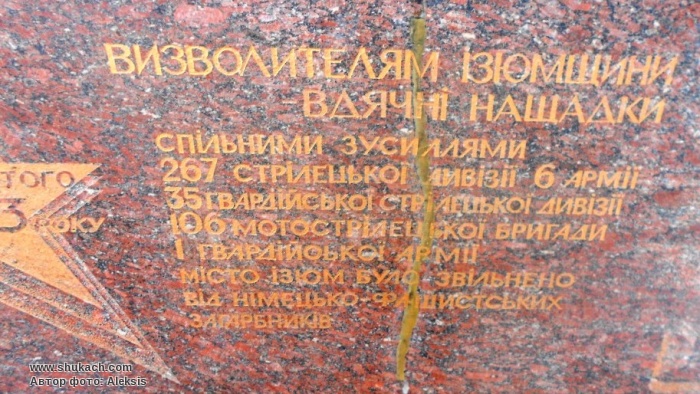 ВИЗВОЛИТЕЛЯМ ІЗЮМЩИНИ
ВДЯЧНІ НАЩАДКИ
СПІЛЬНИМИ ЗУСИЛЛЯМИ
267 СТРІЛЕЦЬКОЇ ДИВІЗІЇ 6 АРМІЇ
35 ГВАРДІЙСЬКОЇ СТРІЛЕЦЬКОЇ ДИВІЗІЇ
106 МОТОСТРІЛЕЦЬКОЇ БРИГАДИ
1 ГВАРДІЙСЬКОЇ АРМІЇ
МІСТО ІЗЮМ БУЛО ЗВІЛЬНЕНО
ВІД НІМЕЦЬКО-ФАШИСТСЬКИХ
ЗАГАРБНИКІВ
ТОГО
3 РОКУ
www.shukach.com
Автор фото: Aleksis